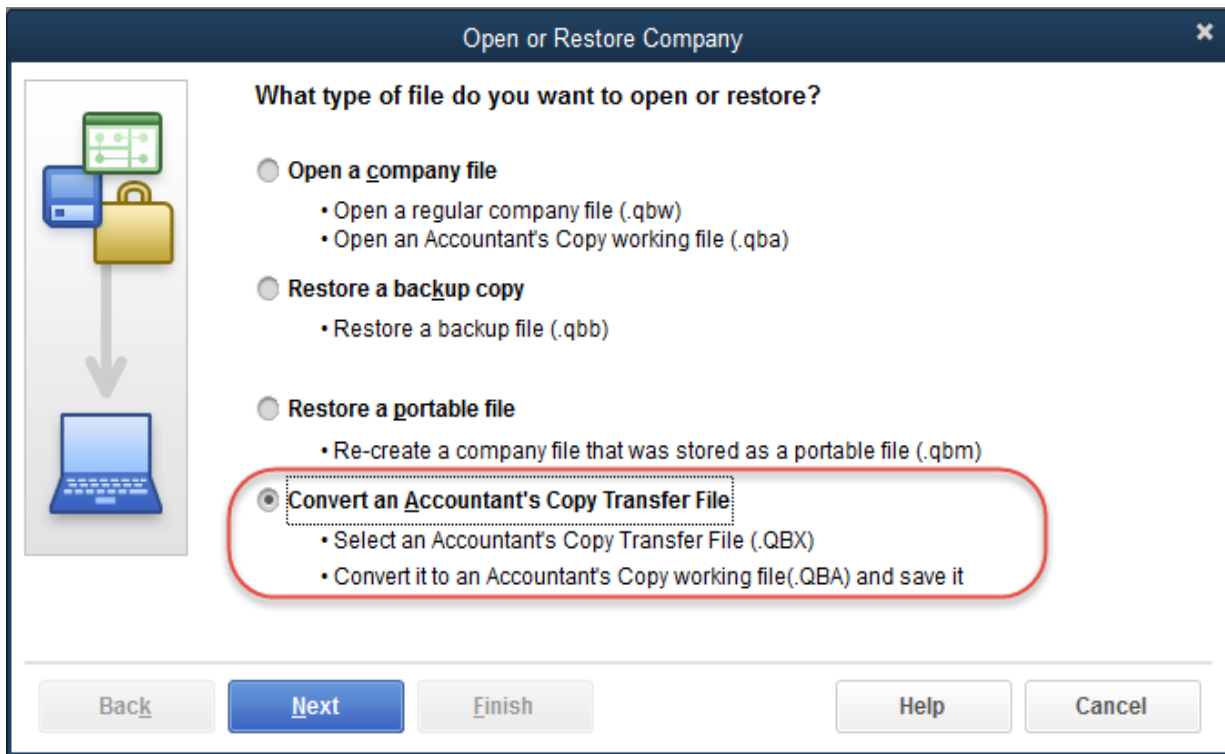 Open or Restore Company
What type of file do you want to open or restore?
Open a company file
• Open a regular company file (.qbw)
• Open an Accountant's Copy working file (.qba)
Restore a backup copy
• Restore a backup file (.qbb)
Restore a portable file
• Re-create a company file that was stored as a portable file (.qbm)
Convert an Accountant's Copy Transfer File
• Select an Accountant's Copy Transfer File (.QBX)
• Convert it to an Accountant's Copy working file(.QBA) and save it
Back Next Finish Help Cancel